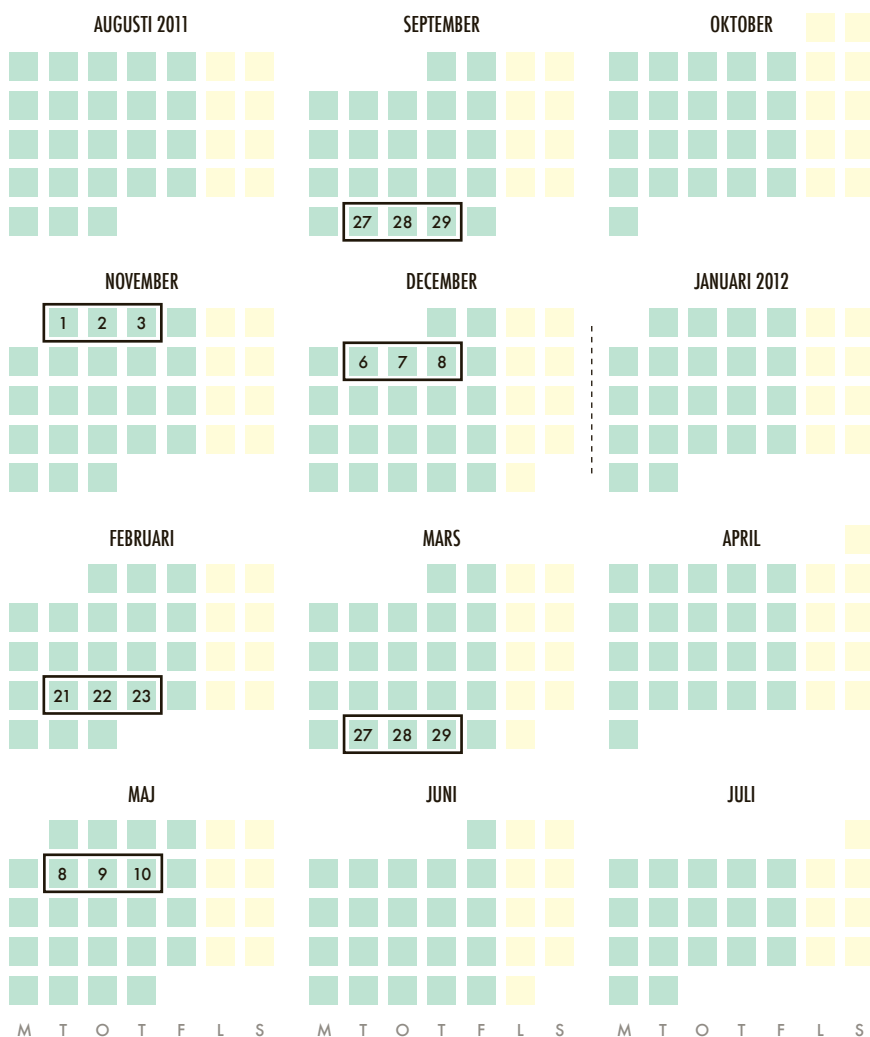 AUGUSTI 2011
SEPTEMBER
OKTOBER
27 28 29
NOVEMBER
DECEMBER
JANUARI 2012
1 2 3
6 7 8
FEBRUARI
MARS
APRIL
21 22 23
27 28 29
MAJ
JUNI
JULI
8 9 10
M T O T F L S
M T O T F L S
M T O T F L S